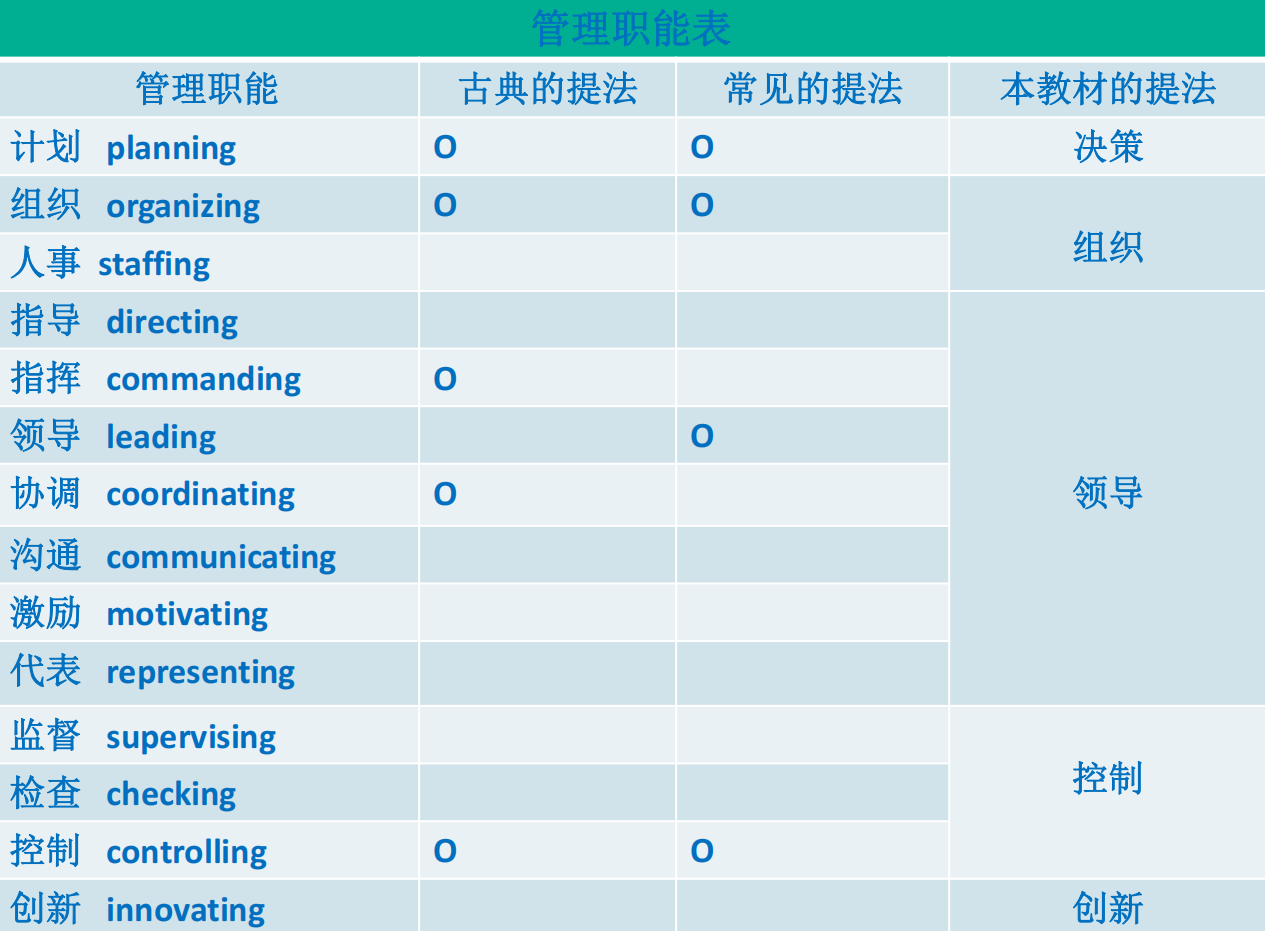 管理职能表
管理职能 古典的提法 常见的提法 本教材的提法
计划 planning O O 决策
组织 organizing O O 组织
人事 staffing
指导 directing
指挥 commanding O
领导 leading O 领导
协调 coordinating O
沟通 communicating
激励 motivating
代表 representing
监督 supervising
检查 checking 控制
控制 controlling O O
创新 innovating 创新